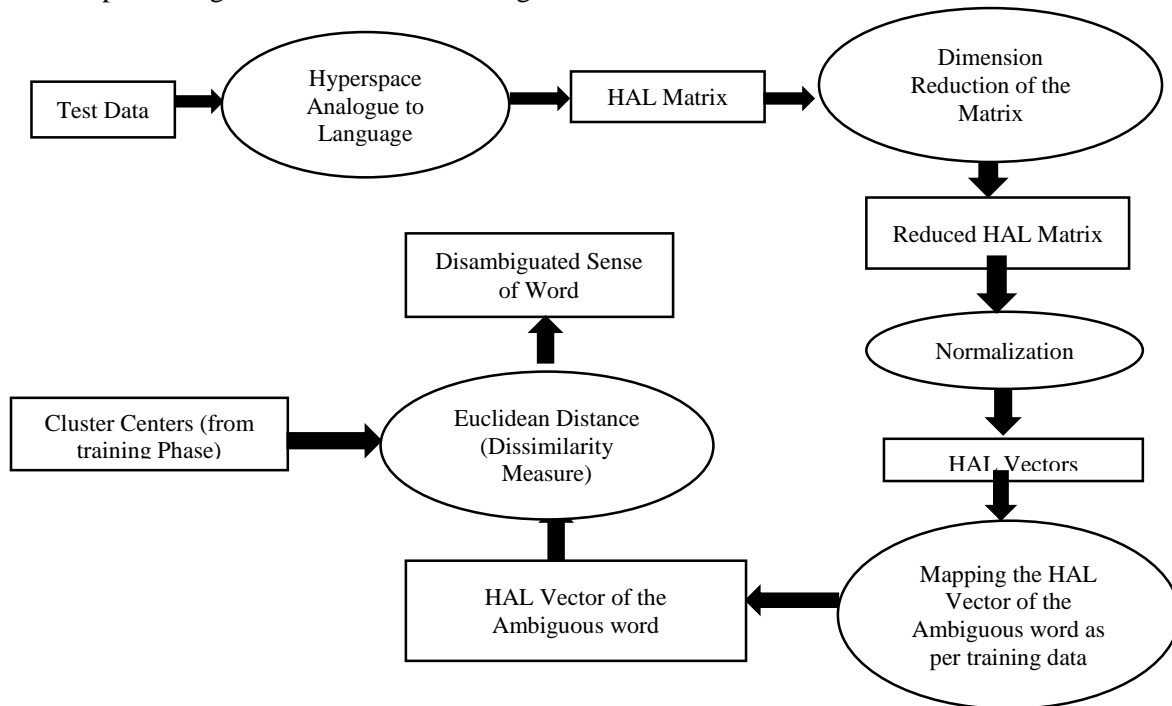 Test Data
Hyperspace
Analogue to
Language
HAL Matrix
Dimension
Reduction of the
Matrix
Reduced HAL Matrix
Normalization
HAL Vectors
Mapping the HAL
Vector of the
Ambiguous word as
per training data
HAL Vector of the
Ambiguous word
Cluster Centers (from
training Phase)
Euclidean Distance
(Dissimilarity
Measure)
Disambiguated Sense
of Word